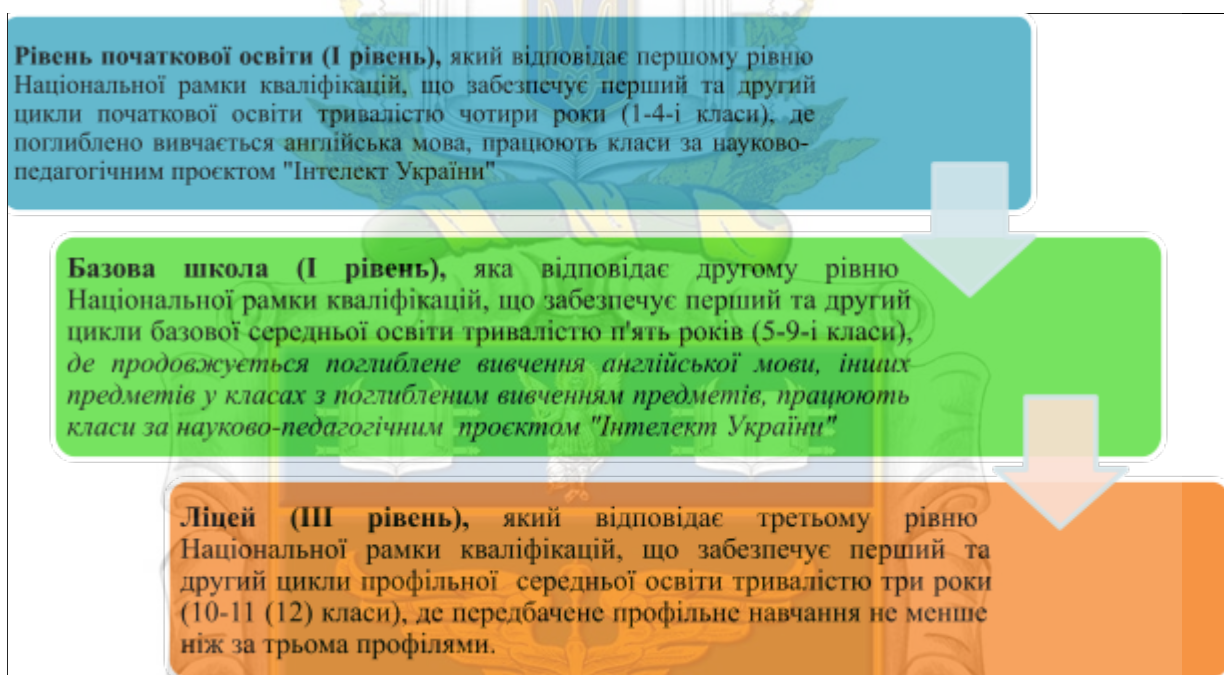 Рівень початкової освіти (І рівень), який відповідає першому рівню
Національної рамки кваліфікацій, що забезпечує перший та другий
цикли початкової освіти тривалістю чотири роки (1-4-і класи), де
поглиблено вивчається англійська мова, працюють класи за науково-
педагогічним проєктом "Інтелект України"
Базова школа (І рівень), яка відповідає другому рівню
Національної рамки кваліфікацій, що забезпечує перший та другий
цикли базової середньої освіти тривалістю п'ять років (5-9-і класи),
де продовжується поглиблене вивчення англійської мови, інших
предметів у класах з поглибленим вивченням предметів, працюють
класи за науково-педагогічним проєктом "Інтелект України"
Ліцей (ІІІ рівень), який відповідає третьому рівню
Національної рамки кваліфікацій, що забезпечує перший та
другий цикли профільної середньої освіти тривалістю три роки
(10-11 (12) класи), де передбачене профільне навчання не менше
ніж за трьома профілями.